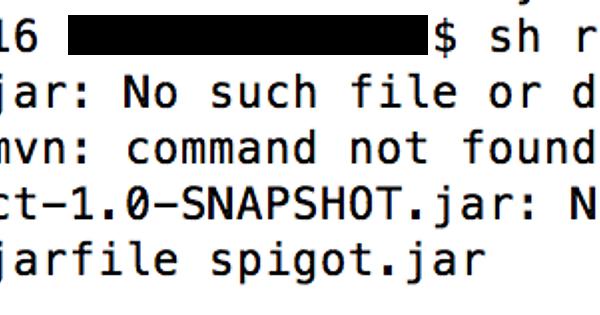 16 $ sh r
jar: No such file or d
mvn: command not found
ct-1.0-SNAPSHOT.jar: N
jarfile spigot.jar